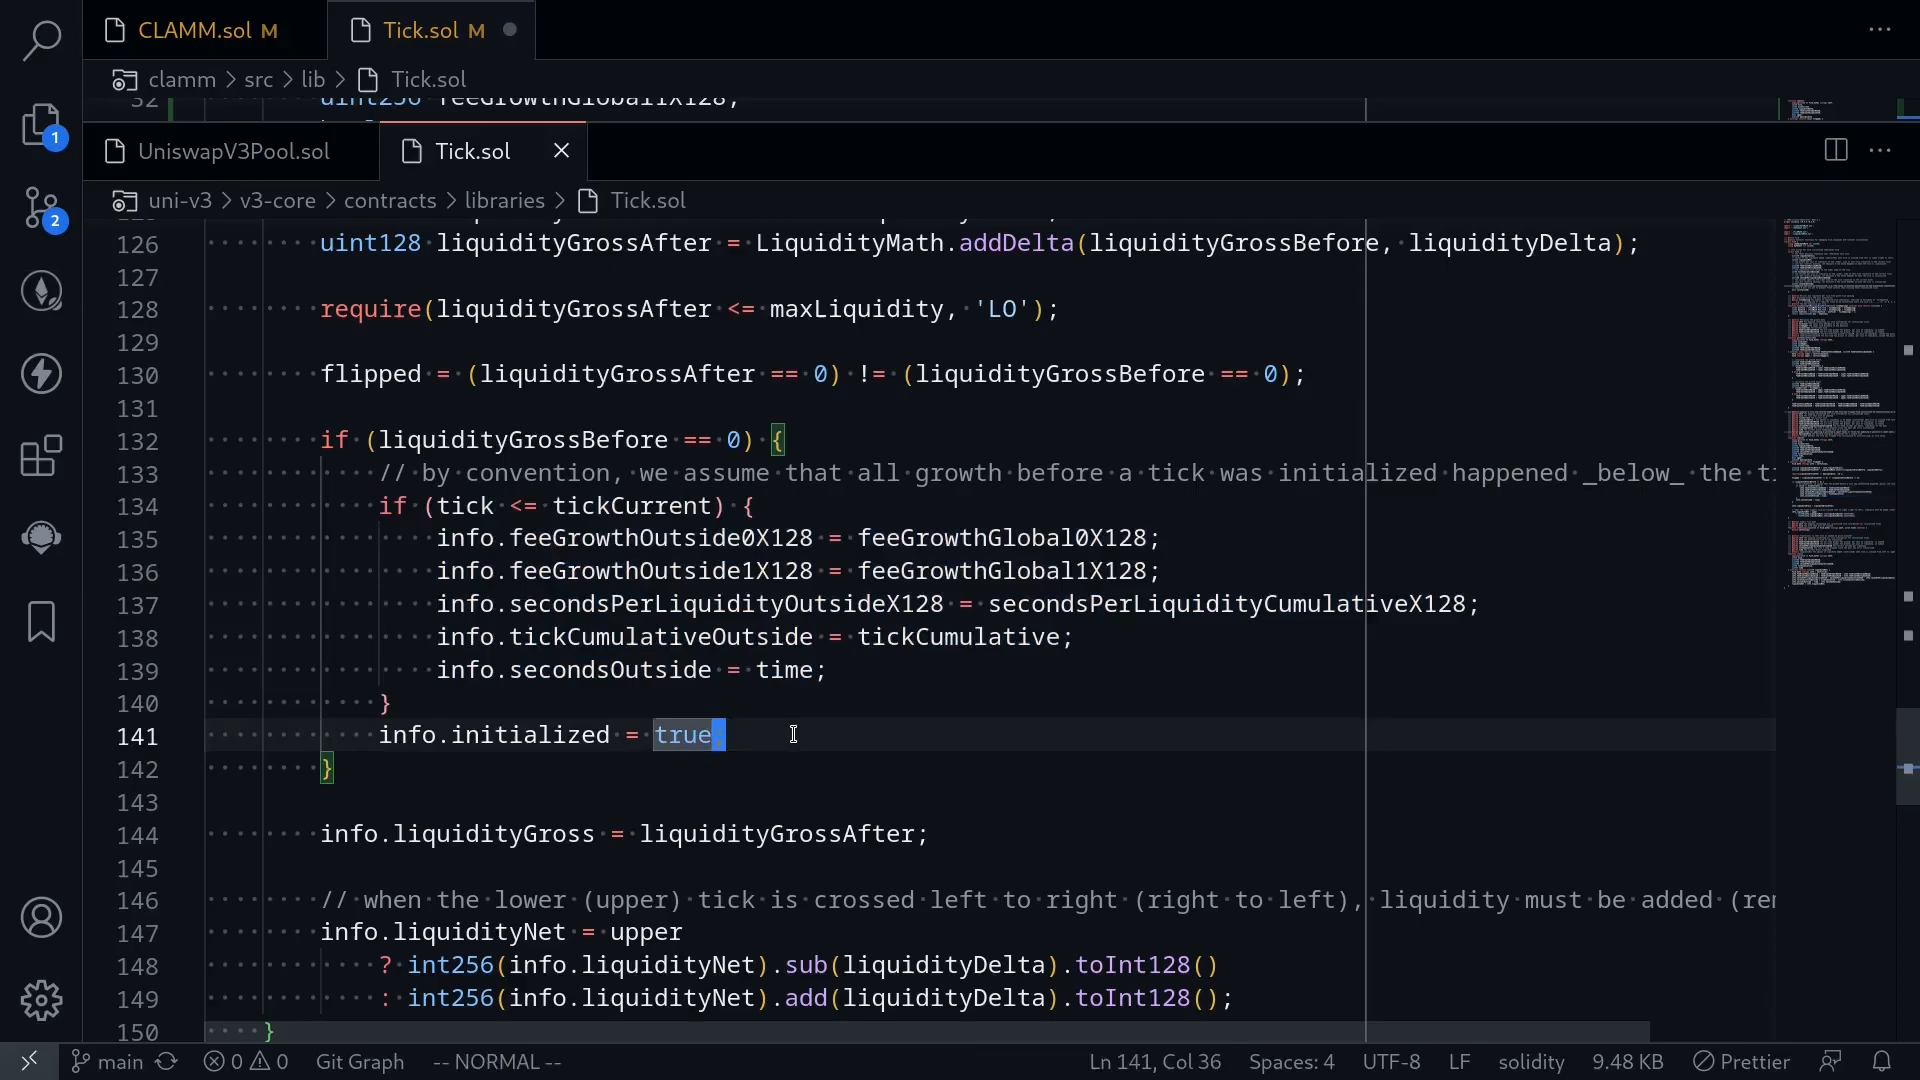 CLAMM.sol M
Tick.sol M
clamm > src > lib > Tick.sol
32 uint256 feeGrowthGlobal1X128;
UniswapV3Pool.sol
Tick.sol
uni-v3 > v3-core > contracts > libraries > Tick.sol
126 uint128 liquidityGrossAfter = LiquidityMath.addDelta(liquidityGrossBefore, liquidityDelta);
127
128 require(liquidityGrossAfter <= maxLiquidity, 'LO');
129
130 flipped = (liquidityGrossAfter == 0) != (liquidityGrossBefore == 0);
131
132 if (liquidityGrossBefore == 0) {
133 // by convention, we assume that all growth before a tick was initialized happened _below_ the
134 if (tick <= tickCurrent) {
135 info.feeGrowthOutside0X128 = feeGrowthGlobal0X128;
136 info.feeGrowthOutside1X128 = feeGrowthGlobal1X128;
137 info.secondsPerLiquidityOutsideX128 = secondsPerLiquidityCumulativeX128;
138 info.tickCumulativeOutside = tickCumulative;
139 info.secondsOutside = time;
140 }
141 info.initialized = true;
142 }
143
144 info.liquidityGross = liquidityGrossAfter;
145
146 // when the lower (upper) tick is crossed left to right (right to left), liquidity must be added
147 info.liquidityNet = upper
148 ? int256(info.liquidityNet).sub(liquidityDelta).toInt128()
149 : int256(info.liquidityNet).add(liquidityDelta).toInt128();
150 }
1
2
main 0 0 Git Graph -- NORMAL -- Ln 141, Col 36 Spaces: 4 UTF-8 LF solidity 9.48 KB Prettier